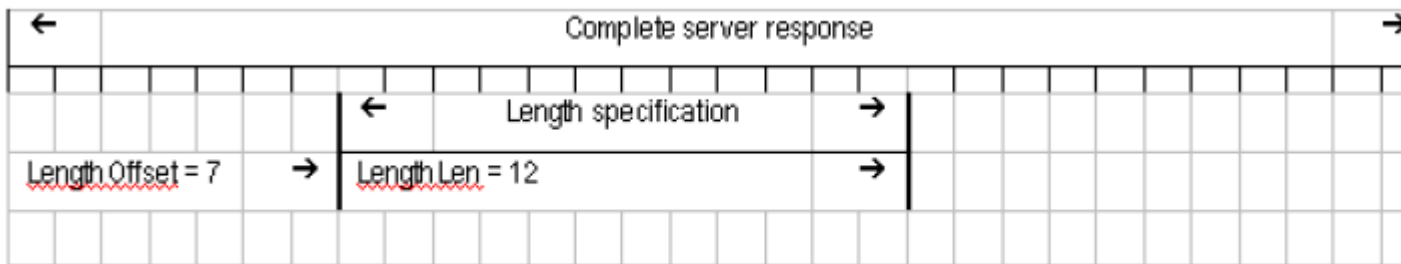 Complete server response
Length specification
Length Offset = 7
Length Len = 12